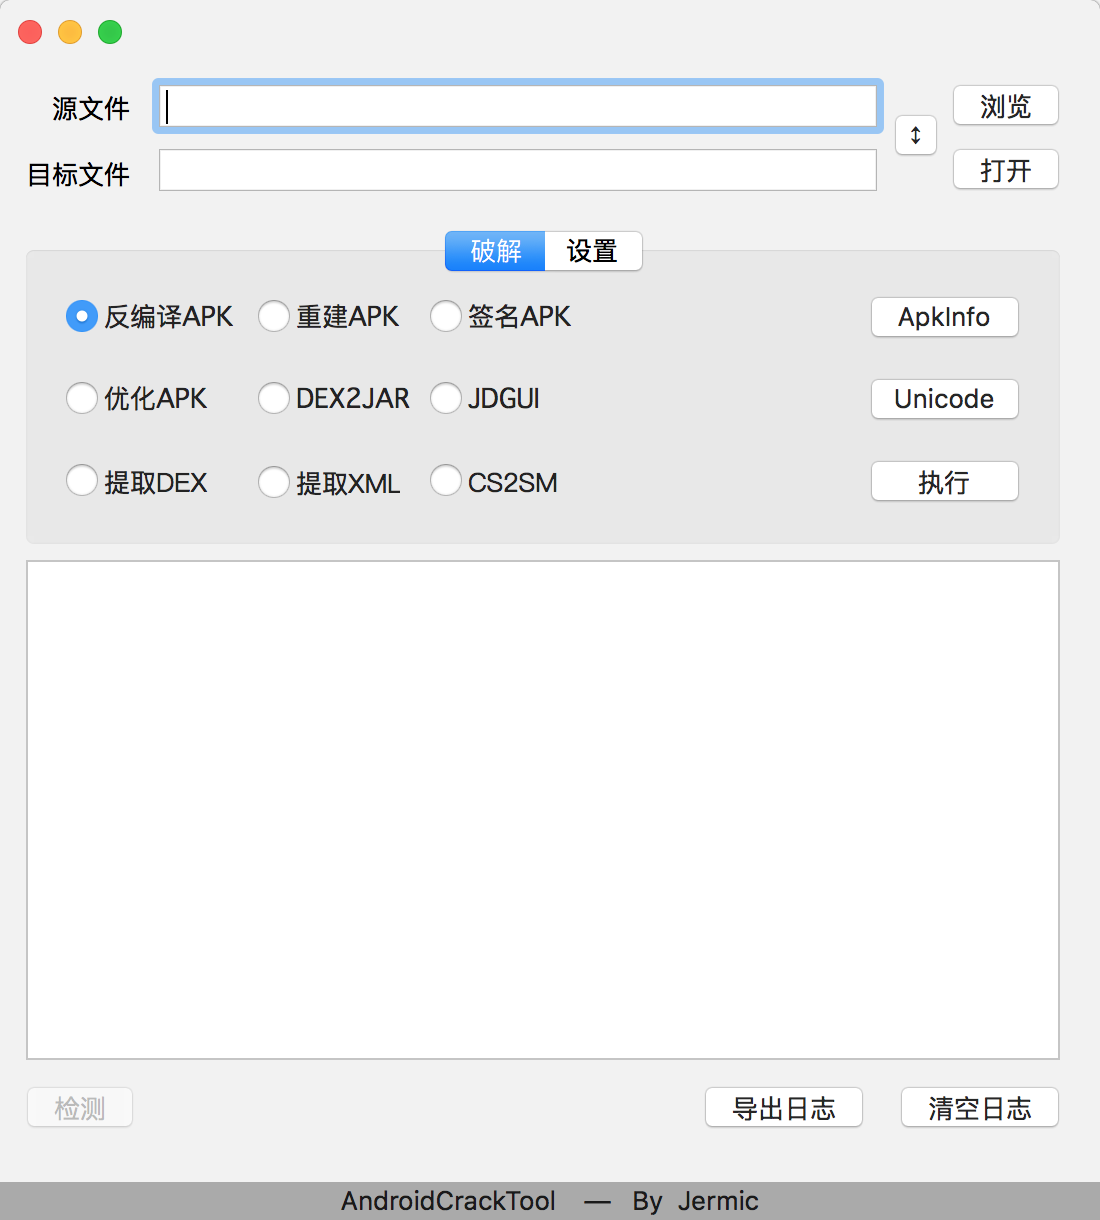 源文件 浏览
↕
目标文件 打开
破解 设置
反编译APK 重建APK 签名APK ApkInfo
优化APK DEX2JAR JDGUI Unicode
提取DEX 提取XML CS2SM 执行
检测 导出日志 清空日志
AndroidCrackTool — By Jermic